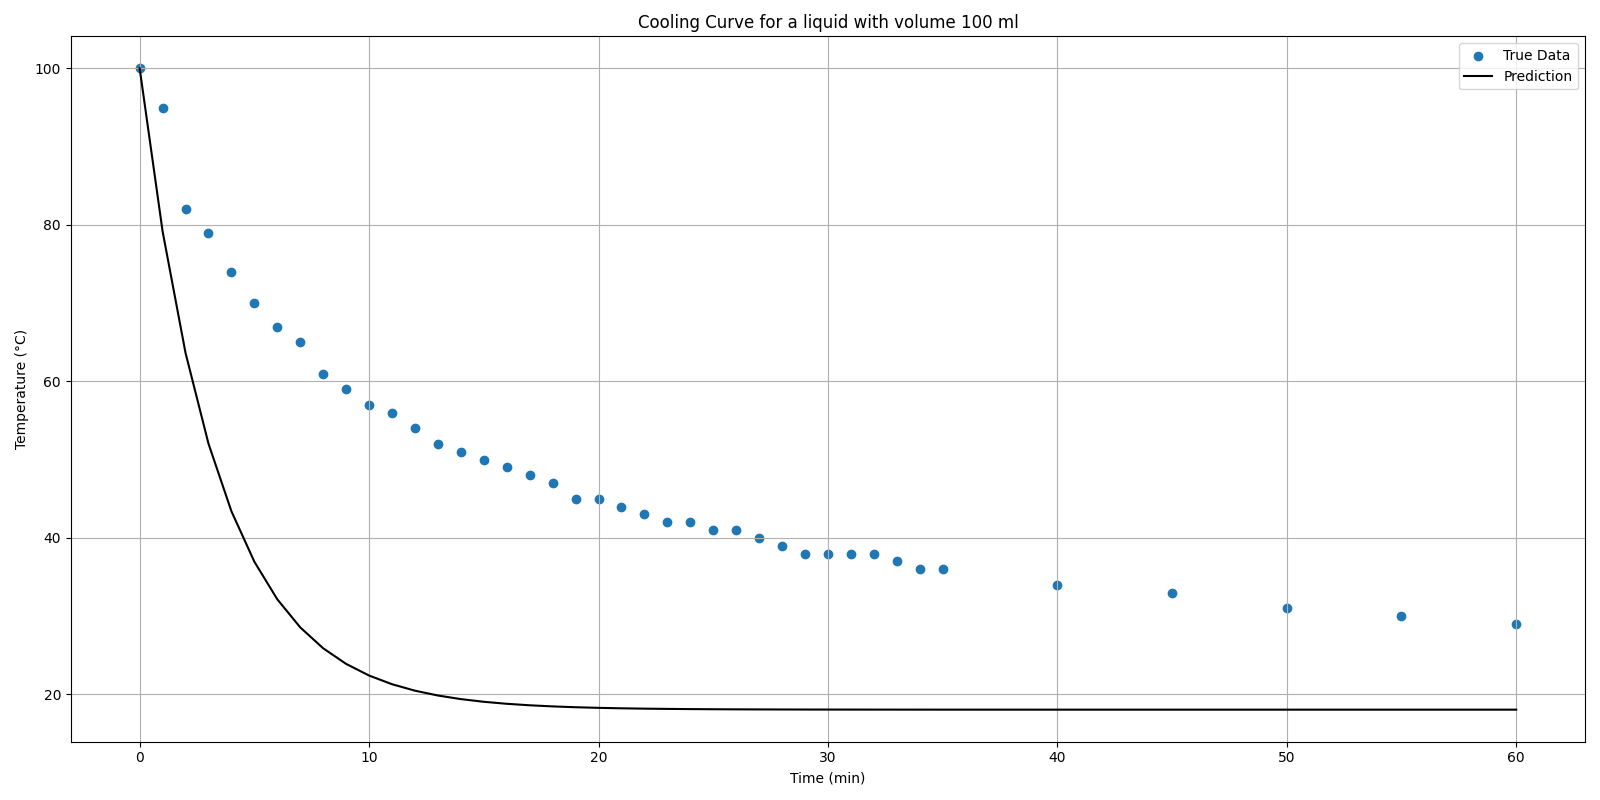 Cooling Curve for a liquid with volume 100 ml
True Data
Prediction
100
80
60
40
20
Temperature (°C)
0 10 20 30 40 50 60
Time (min)